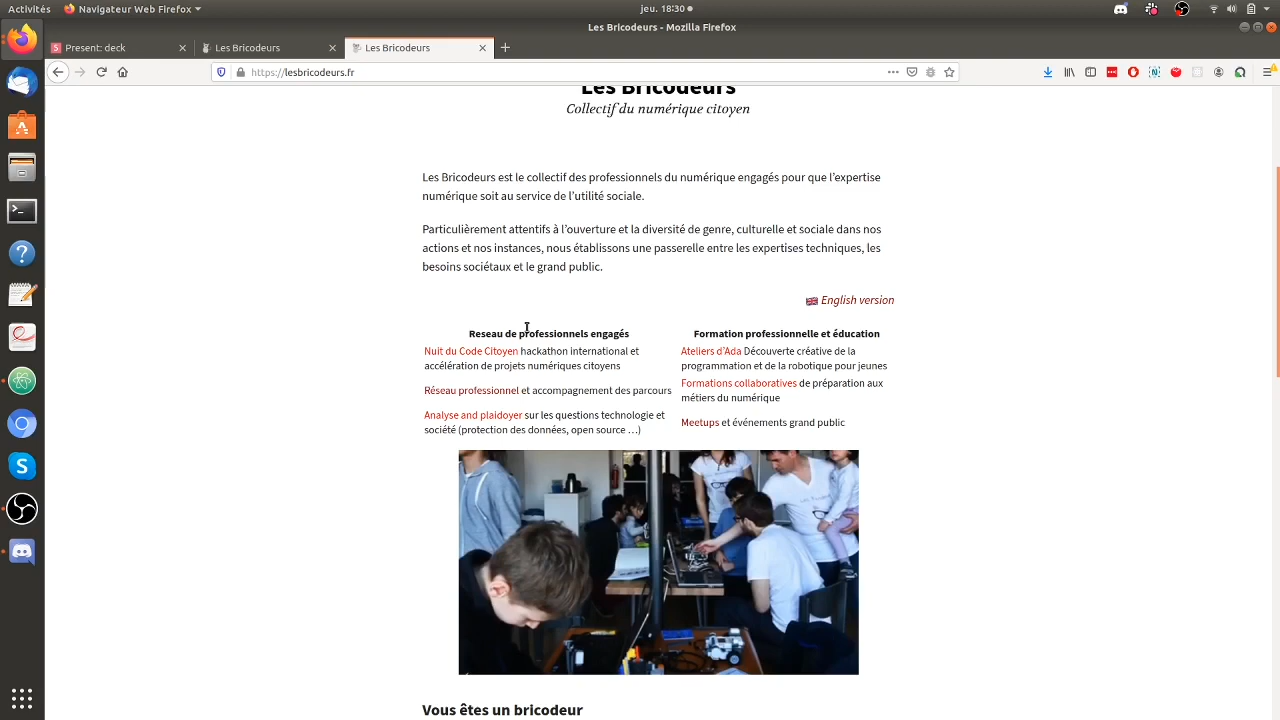 Activités
Navigateur Web Firefox
jeu. 18:30
Les Bricodeurs - Mozilla Firefox
Present: deck
Les Bricodeurs
Les Bricodeurs
https://lesbricodeurs.fr
Les Bricodeurs
Collectif du numérique citoyen
Les Bricodeurs est le collectif des professionnels du numérique engagés pour que l’expertise
numérique soit au service de l’utilité sociale.
Particulièrement attentifs à l’ouverture et la diversité de genre, culturelle et sociale dans nos
actions et nos instances, nous établissons une passerelle entre les expertises techniques, les
besoins sociétaux et le grand public.
English version
Reseau de professionnels engagés
Nuit du Code Citoyen hackathon international et
accélération de projets numériques citoyens
Réseau professionnel et accompagnement des parcours
Analyse and plaidoyer sur les questions technologie et
société (protection des données, open source …)
Formation professionnelle et éducation
Ateliers d’Ada Découverte créative de la
programmation et de la robotique pour jeunes
Formations collaboratives de préparation aux
métiers du numérique
Meetups et événements grand public
Vous êtes un bricodeur